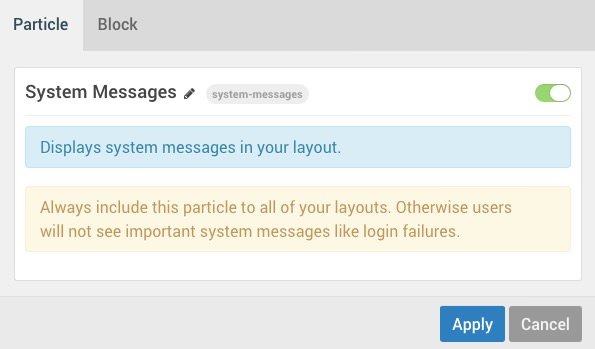 Particle Block
System Messages system-messages
Displays system messages in your layout.
Always include this particle to all of your layouts. Otherwise users
will not see important system messages like login failures.
Apply Cancel